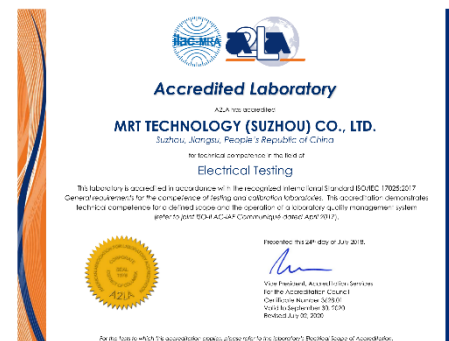 ilac-MRA
A2LA
Accredited Laboratory
A2LA has accredited
MRT TECHNOLOGY (SUZHOU) CO., LTD.
Suzhou, Jiangsu, People's Republic of China
for technical competence in the field of
Electrical Testing
This laboratory is accredited in accordance with the recognized International Standard ISO/IEC 17025:2017
General requirements for the competence of testing and calibration laboratories. This accreditation demonstrates
technical competence for a defined scope and the operation of a laboratory quality management system
(refer to joint ISO-ILAC-IAF Communiqué dated April 2017).
Presented this 24th day of July 2018.
Vice President, Accreditation Services
For the Accreditation Council
Certificate Number 3628.01
Valid to September 30, 2020
Revised July 02, 2020
SEAL
1978
A2LA
For the tests to which this accreditation applies, please refer to the laboratory's Electrical Scope of Accreditation.